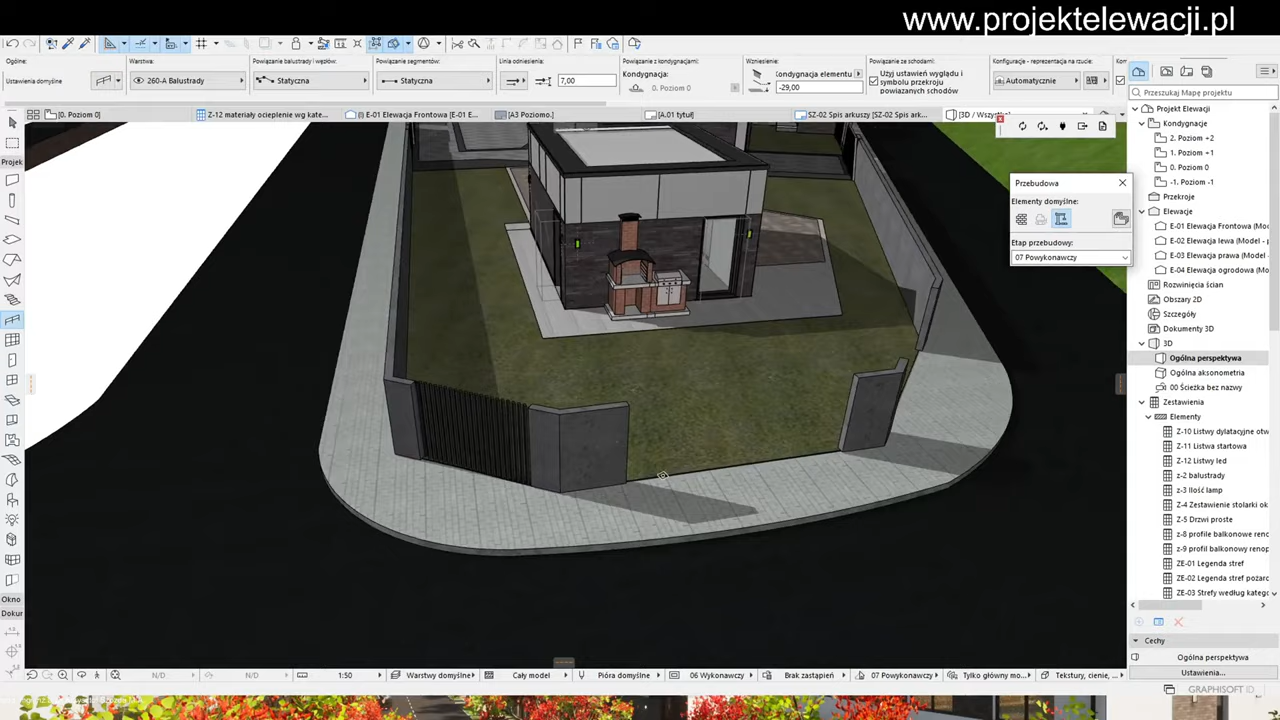 www.projektelewacji.pl
Ogólne:
Warstwa:
Powiązanie balustrady i węzłów:
Powiązanie segmentów:
Linia odniesienia:
Powiązanie z kondygnacjami:
Wzniesienie:
Powiązanie ze schodami:
Konfiguracja - reprezentacja na rzucie:
Ustawienia domyślne
260-A Balustrady
Statyczna
Statyczna
7,00
Kondygnacja:
0. Poziom 0
Kondygnacja elementu
-29,00
Użyj ustawień wyglądu i
symbolu przekroju
powiązanych schodów
Automatycznie
[0. Poziom 0]
Z-12 materiały ocieplenie wg kate...
E-01 Elewacja Frontowa [E-01 E...
[A3 Poziomo.]
[A.01 tytuł]
SZ-02 Spis arkuszy [SZ-02 Spis ark...
[3D / Wszystk...
Projek
Okno
Dokur
Przebudowa
Elementy domyślne:
Etap przebudowy:
07 Powykonawczy
Przeszukaj Mapę projektu
Projekt Elewacji
Kondygnacje
2. Poziom +2
1. Poziom +1
0. Poziom 0
-1. Poziom -1
Przekroje
Elewacje
E-01 Elewacja Frontowa (Mod
E-02 Elewacja lewa (Model -
E-03 Elewacja prawa (Model -
E-04 Elewacja ogrodowa (M
Rozwinięcia ścian
Obszary 2D
Szczegóły
Dokumenty 3D
3D
Ogólna perspektywa
Ogólna aksonometria
00 Ścieżka bez nazwy
Zestawienia
Elementy
Z-10 Listwy dylatacyjne otw
Z-11 Listwa startowa
Z-12 Listwy led
z-2 balustrady
z-3 Ilość lamp
Z-4 Zestawienie stolarki ok
Z-5 Drzwi proste
z-8 profile balkonowe reno
z-9 profil balkonowy renop
ZE-01 Legenda stref
ZE-02 Legenda stref pożaro
ZE-03 Strefy według katego
Cechy
Ogólna perspektywa
Ustawienia...
N/D
N/D
1:50
Warstwy domyślne
Cały model
Pióra domyślne
06 Wykonawczy
Brak zastąpień
07 Powykonawczy
Tylko główny mo...
Tekstury, cienie, ...
GRAPHISOFT ID